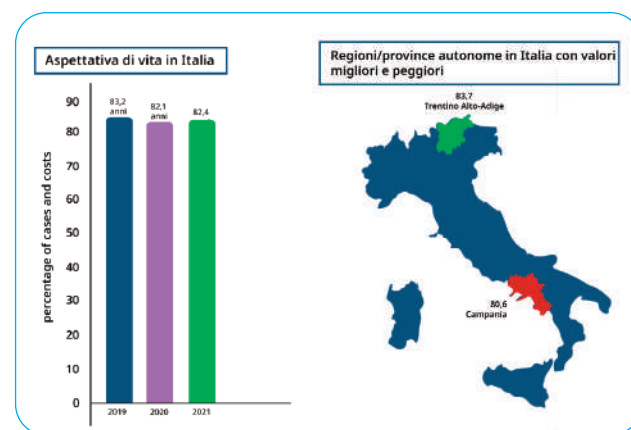 Aspettativa di vita in Italia
percentage of cases and costs
90
80
70
60
50
40
30
20
10
0
83,2
anni
82,1
anni
82,4
2019
2020
2021
Regioni/province autonome in Italia con valori
migliori e peggiori
83,7
Trentino Alto-Adige
80,6
Campania